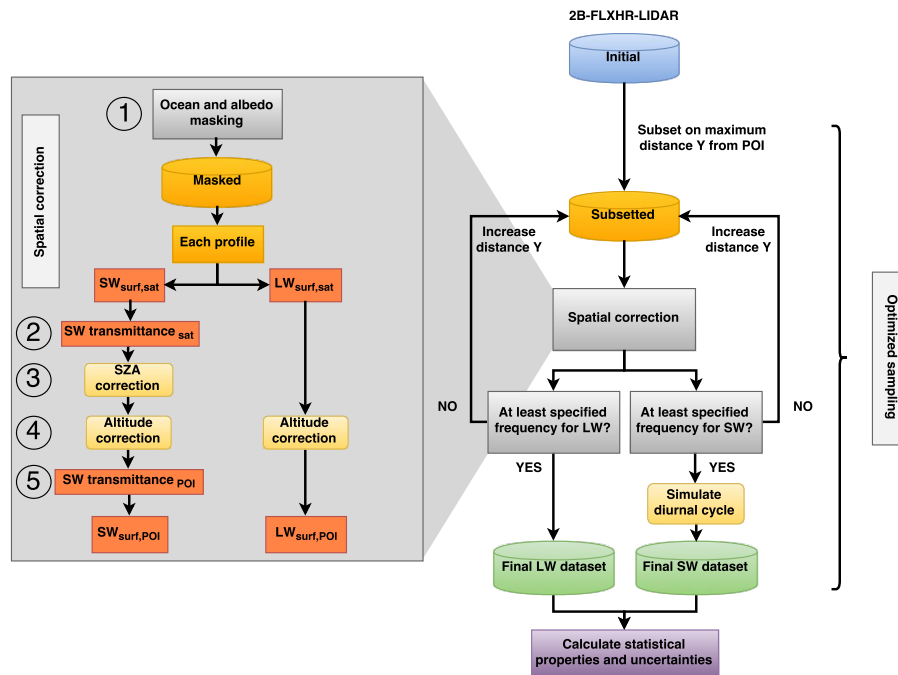 2B-FLXHR-LIDAR
Initial
Subset on maximum
distance Y from POI
Subsetted
Increase
distance Y
Increase
distance Y
Spatial correction
NO
At least specified
frequency for LW?
At least specified
frequency for SW?
NO
YES
YES
Simulate
diurnal cycle
Final LW dataset
Final SW dataset
Calculate statistical
properties and uncertainties
Optimized sampling
Spatial correction
1
Ocean and albedo
masking
Masked
Each profile
SWsurf,sat
LWsurf,sat
2
SW transmittance sat
3
SZA
correction
4
Altitude
correction
Altitude
correction
5
SW transmittance POI
SWsurf,POI
LWsurf,POI